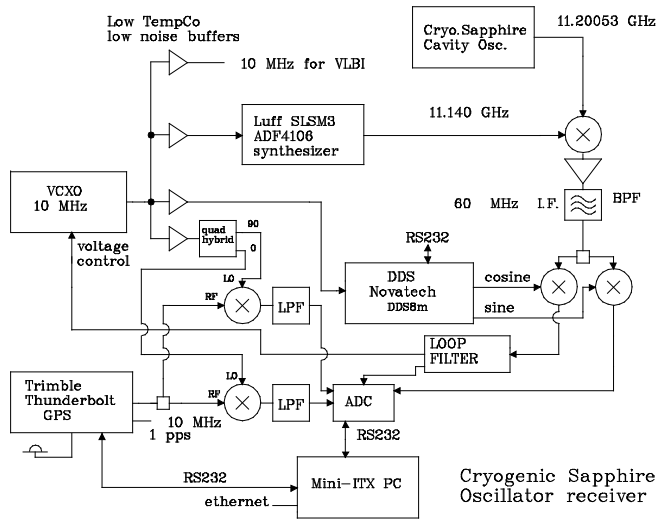 Low TempCo
low noise buffers
10 MHz for VLBI
Cryo.Sapphire
Cavity Osc.
11.20053 GHz
Luff SLSM3
ADF4106
synthesizer
11.140 GHz
VCXO
10 MHz
60 MHz I.F.
BPF
quad
hybrid
90
0
voltage
control
RS232
DDS
Novatech
DDS8m
cosine
sine
LO
RF
LPF
LOOP
FILTER
Trimble
Thunderbolt
GPS
LO
RF
LPF
ADC
10 MHz
1 pps
RS232
RS232
Mini-ITX PC
ethernet
Cryogenic Sapphire
Oscillator receiver